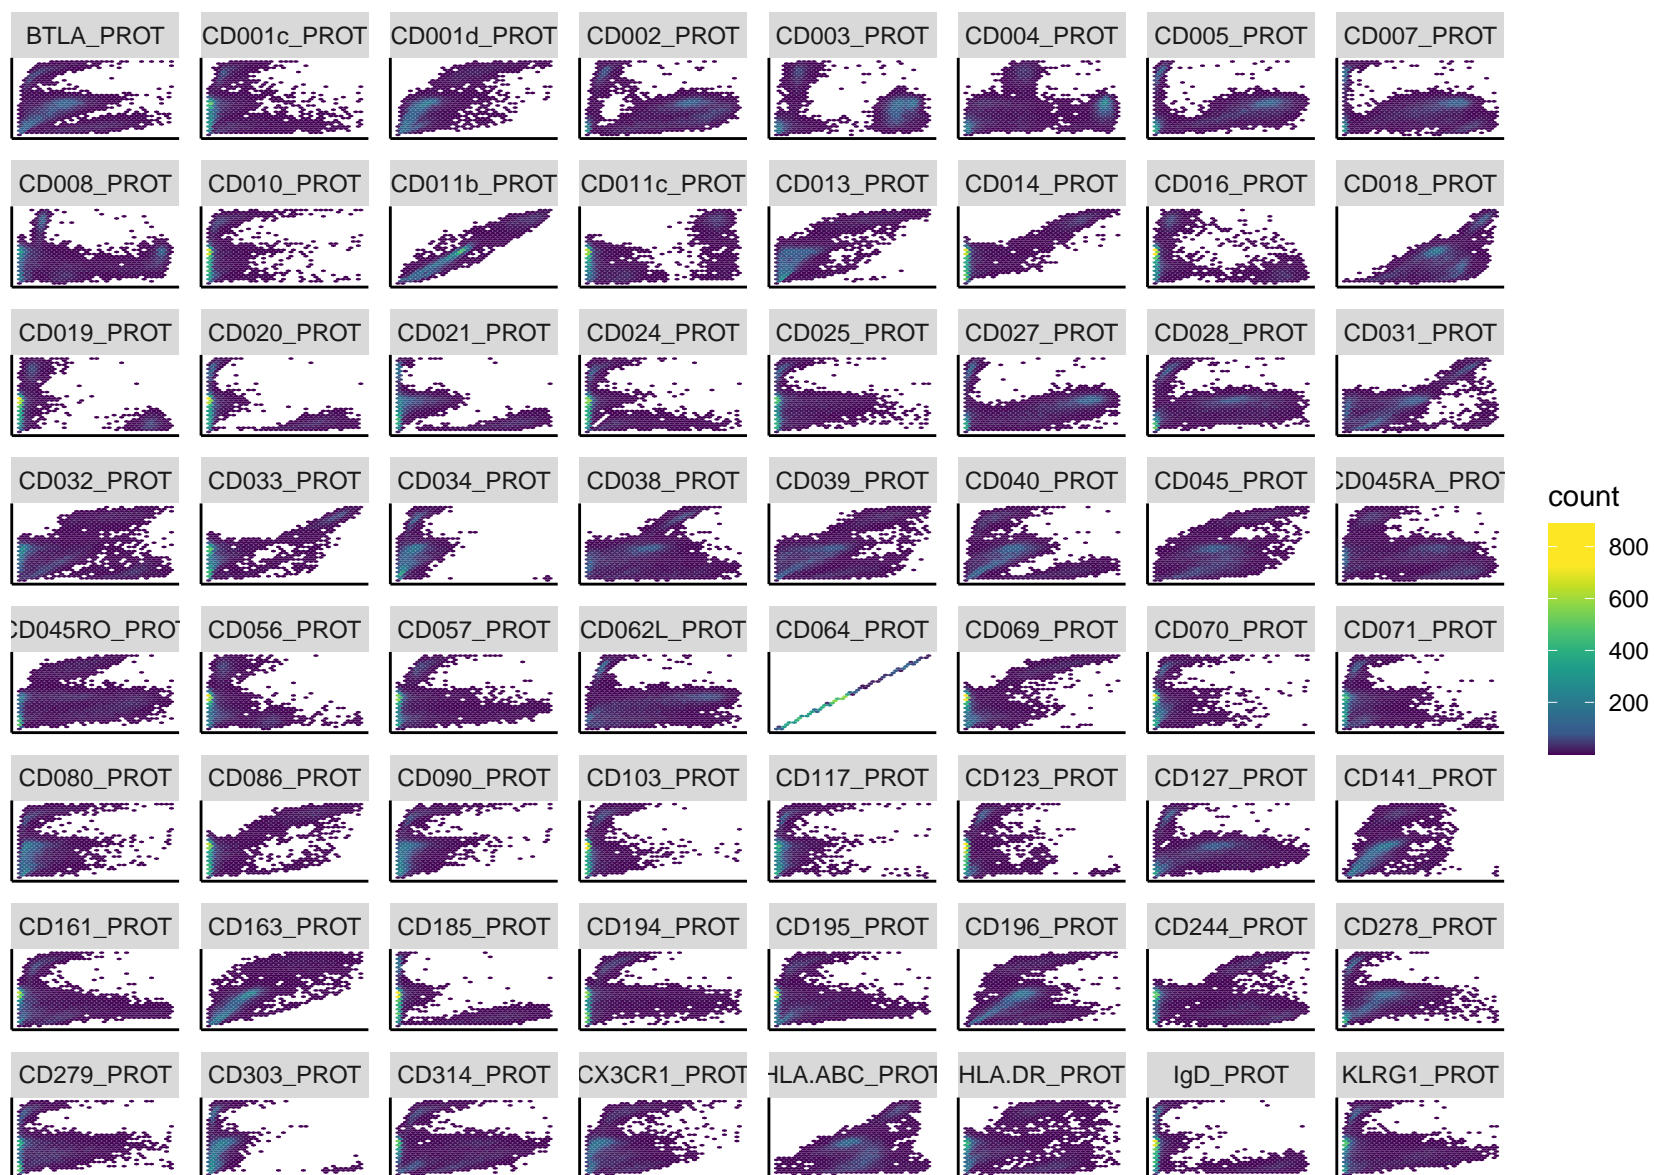 BTLA_PROT CD001c_PROT CD001d_PROT CD002_PROT CD003_PROT CD004_PROT CD005_PROT CD007_PROT
CD008_PROT CD010_PROT CD011b_PROT CD011c_PROT CD013_PROT CD014_PROT CD016_PROT CD018_PROT
CD019_PROT CD020_PROT CD021_PROT CD024_PROT CD025_PROT CD027_PROT CD028_PROT CD031_PROT
CD032_PROT CD033_PROT CD034_PROT CD038_PROT CD039_PROT CD040_PROT CD045_PROT CD045RA_PROT
count
800
600
400
200
CD045RO_PROT CD056_PROT CD057_PROT CD062L_PROT CD064_PROT CD069_PROT CD070_PROT CD071_PROT
CD080_PROT CD086_PROT CD090_PROT CD103_PROT CD117_PROT CD123_PROT CD127_PROT CD141_PROT
CD161_PROT CD163_PROT CD185_PROT CD194_PROT CD195_PROT CD196_PROT CD244_PROT CD278_PROT
CD279_PROT CD303_PROT CD314_PROT CX3CR1_PROT HLA.ABC_PROT HLA.DR_PROT IgD_PROT KLRG1_PROT